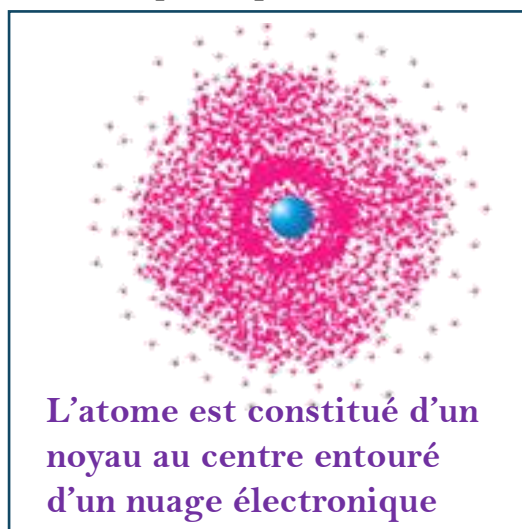 L’atome est constitué d’un
noyau au centre entouré
d’un nuage électronique